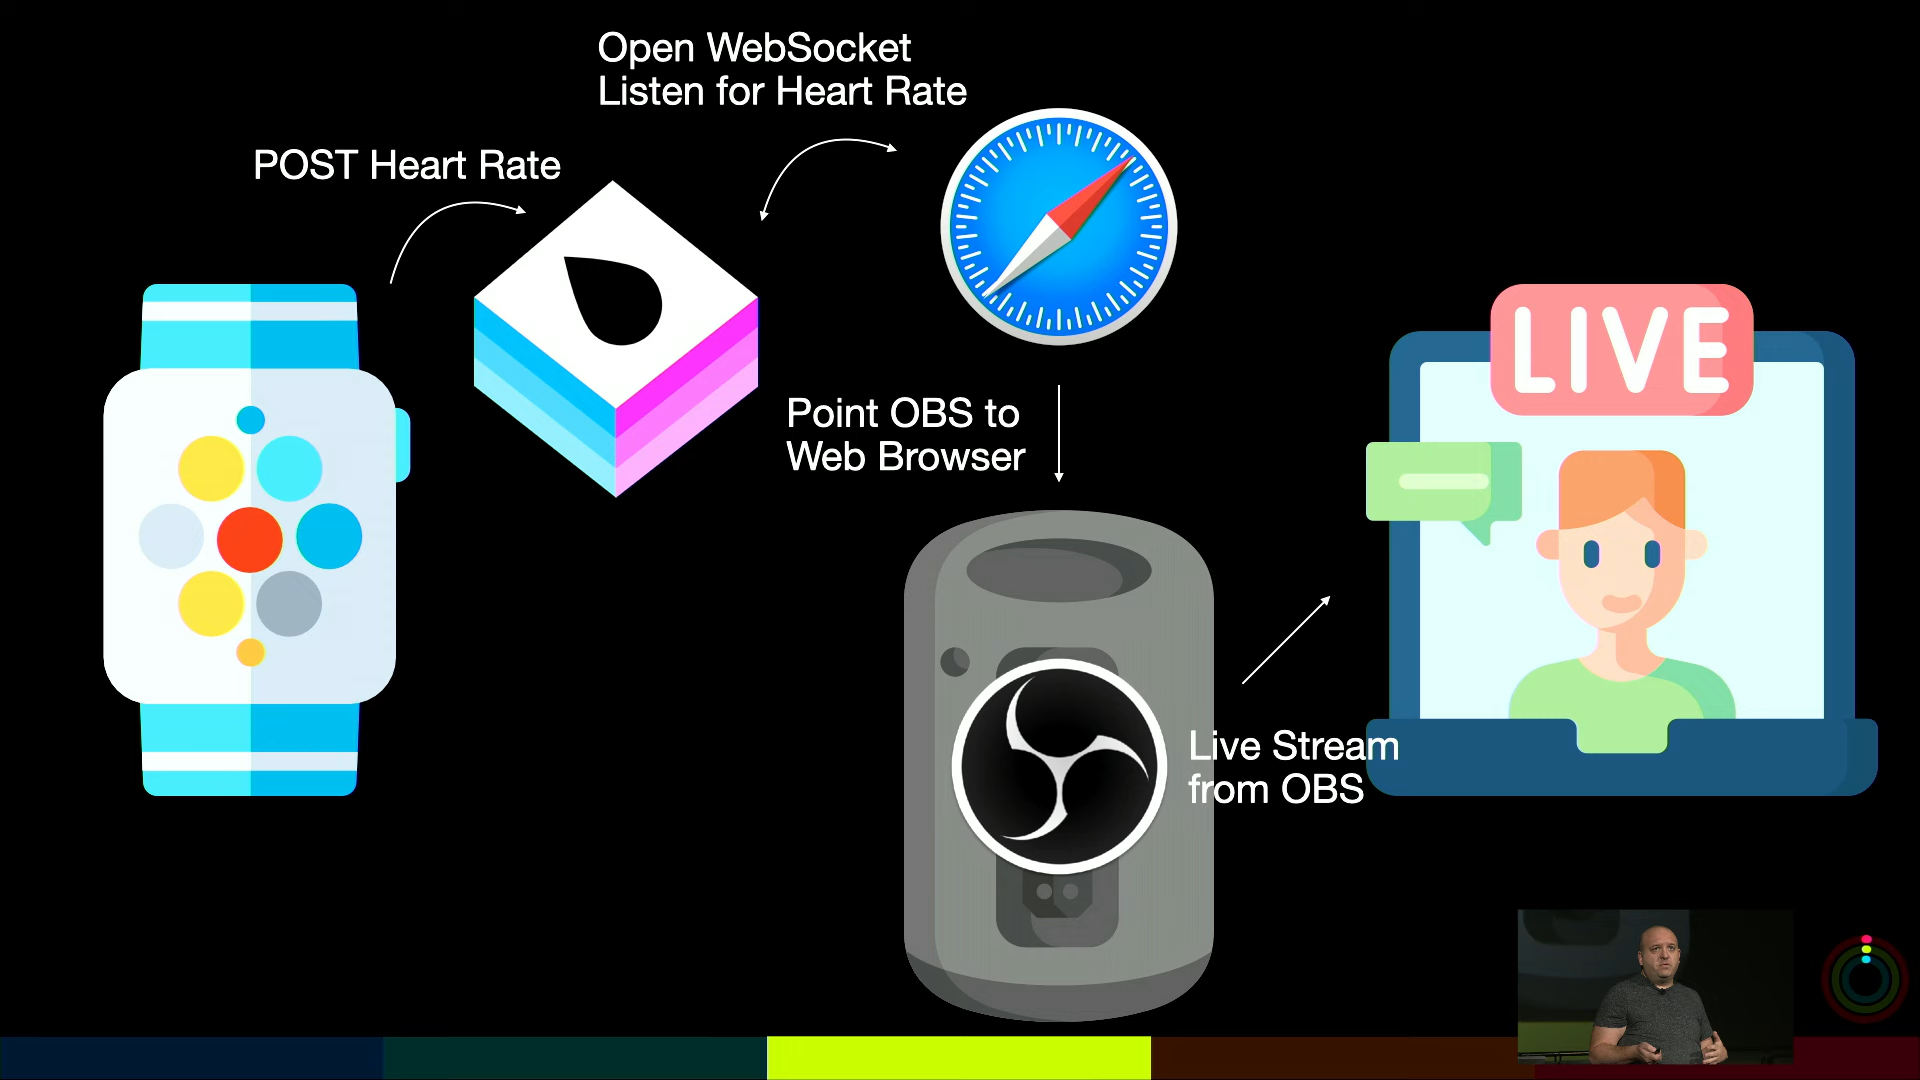 Open WebSocket
Listen for Heart Rate
POST Heart Rate
LIVE
Point OBS to
Web Browser
Live Stream
from OBS